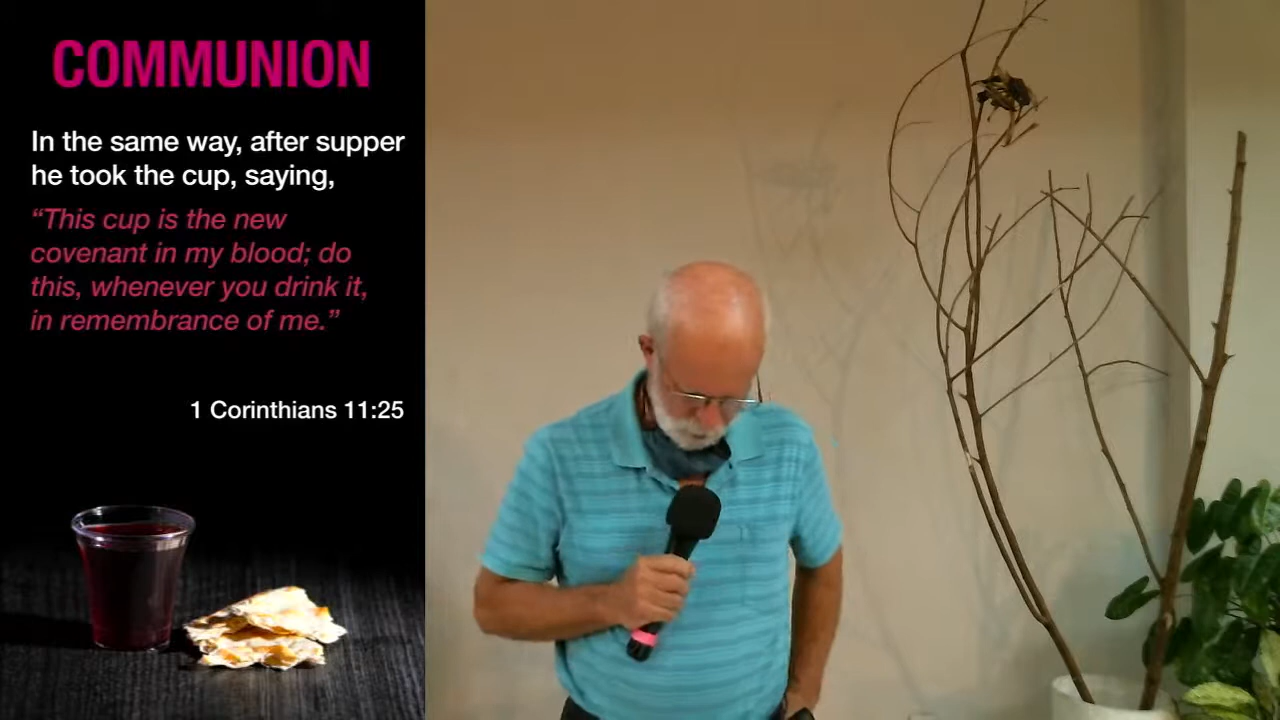 COMMUNION
In the same way, after supper
he took the cup, saying,
“This cup is the new
covenant in my blood; do
this, whenever you drink it,
in remembrance of me.”
1 Corinthians 11:25